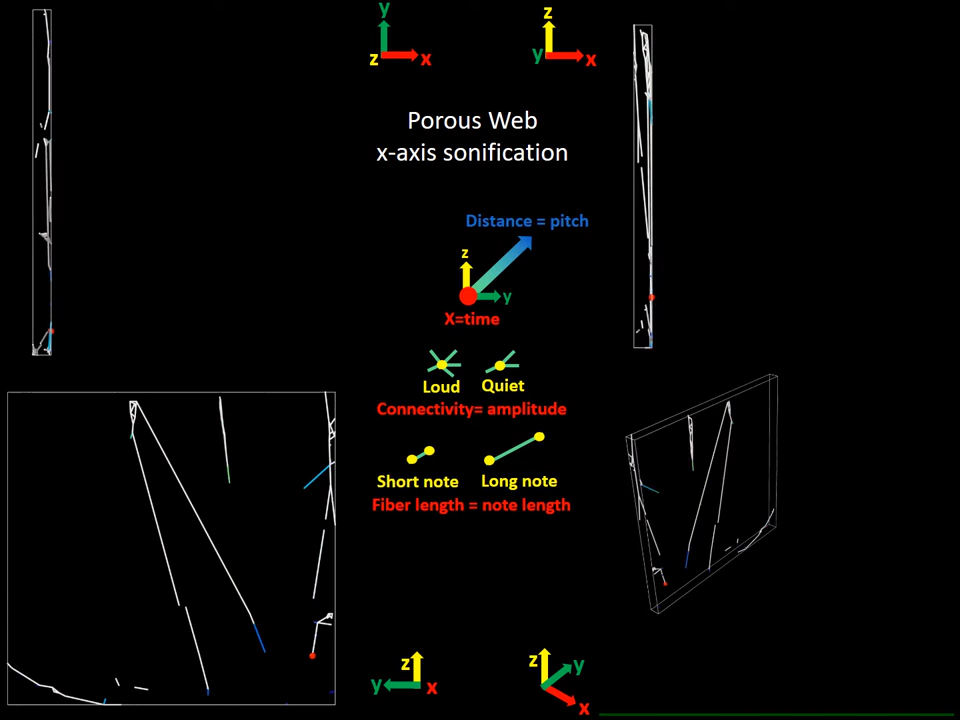 y
z
z x
y x
Porous Web
x-axis sonification
Distance = pitch
z
y
X=time
Loud Quiet
Connectivity= amplitude
Short note Long note
Fiber length = note length
z
y x
z y
x